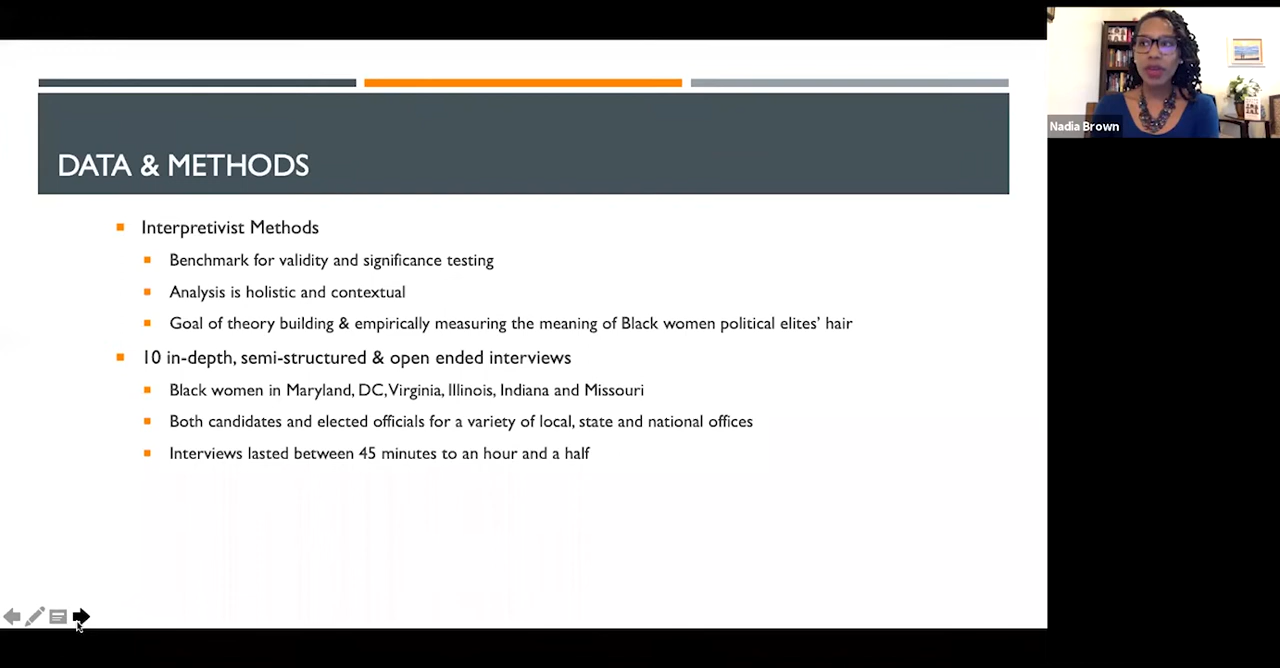 DATA & METHODS
Interpretivist Methods
Benchmark for validity and significance testing
Analysis is holistic and contextual
Goal of theory building & empirically measuring the meaning of Black women political elites' hair
10 in-depth, semi-structured & open ended interviews
Black women in Maryland, DC, Virginia, Illinois, Indiana and Missouri
Both candidates and elected officials for a variety of local, state and national offices
Interviews lasted between 45 minutes to an hour and a half
Nadia Brown